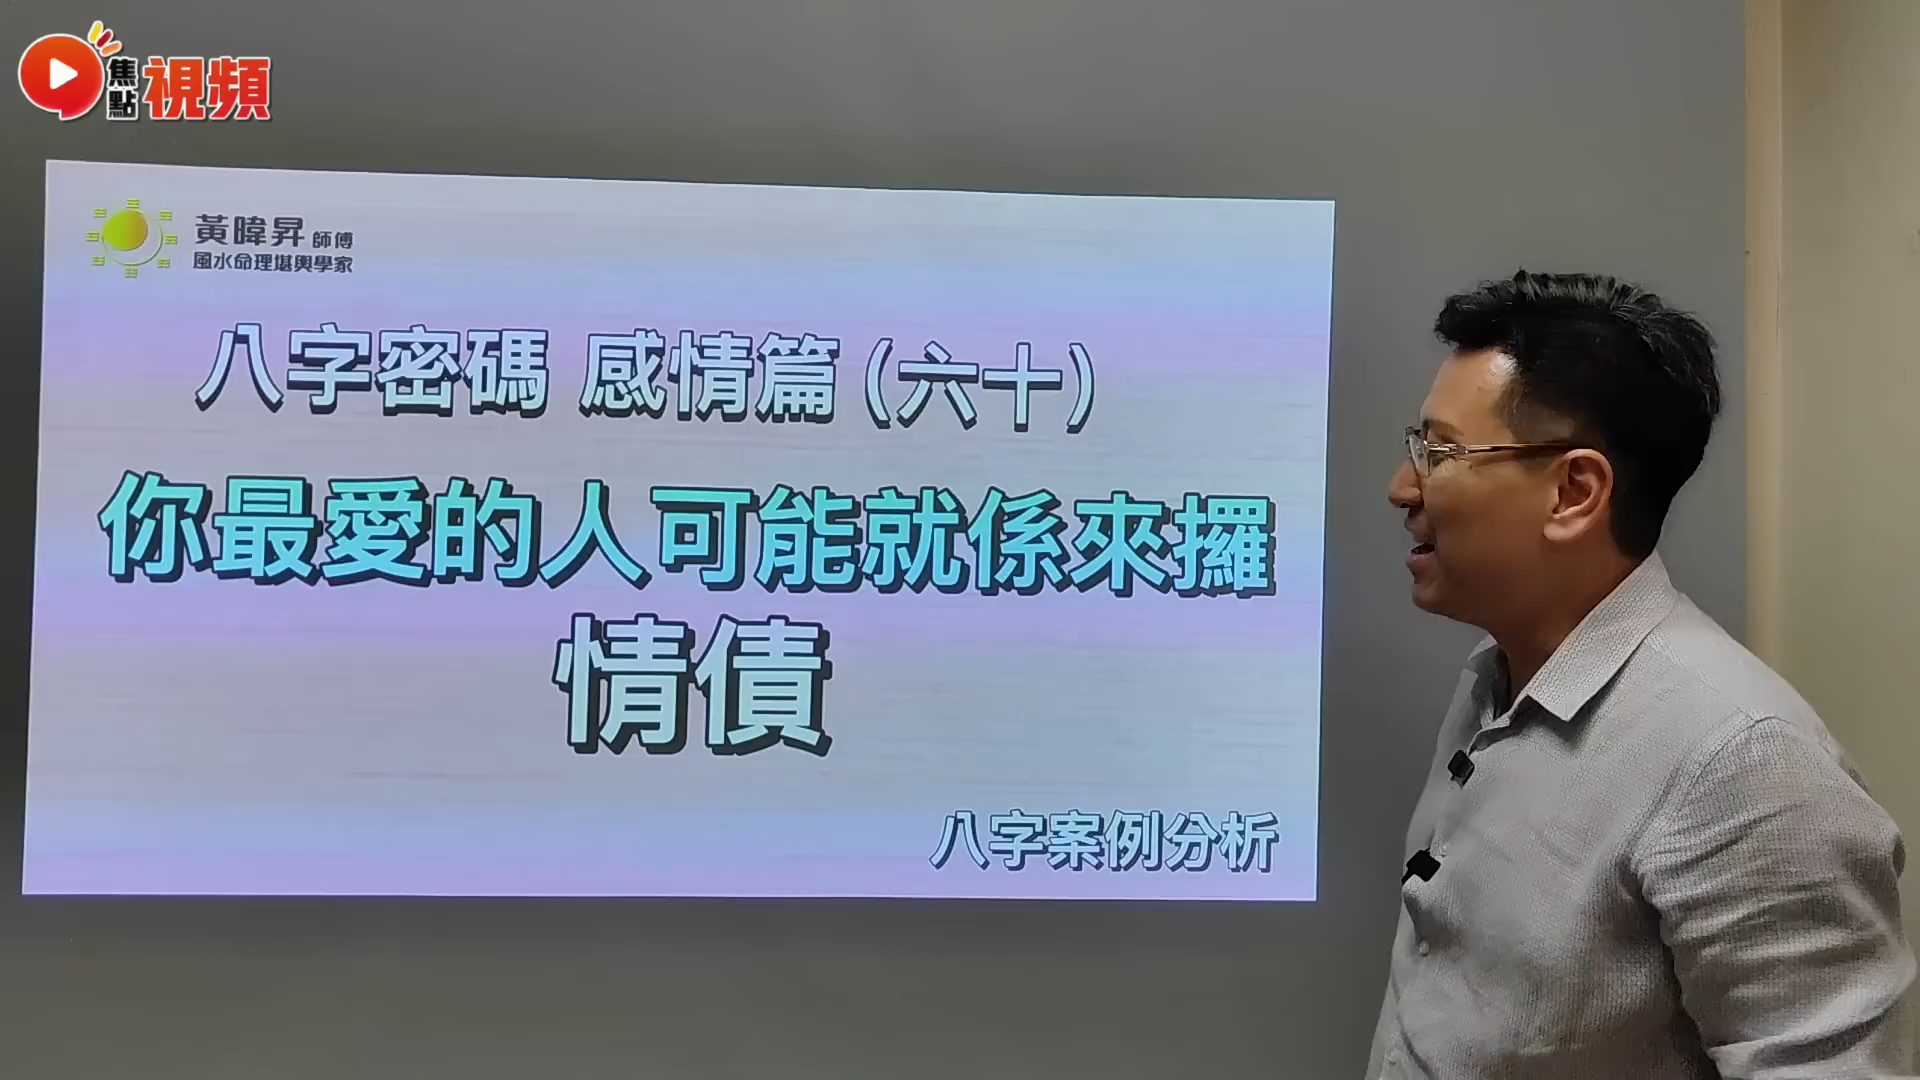 焦點視頻
黃暐昇 師傅
風水命理堪輿學家
八字密碼 感情篇 (六十)
你最愛的人可能就係來攞
情債
八字案例分析